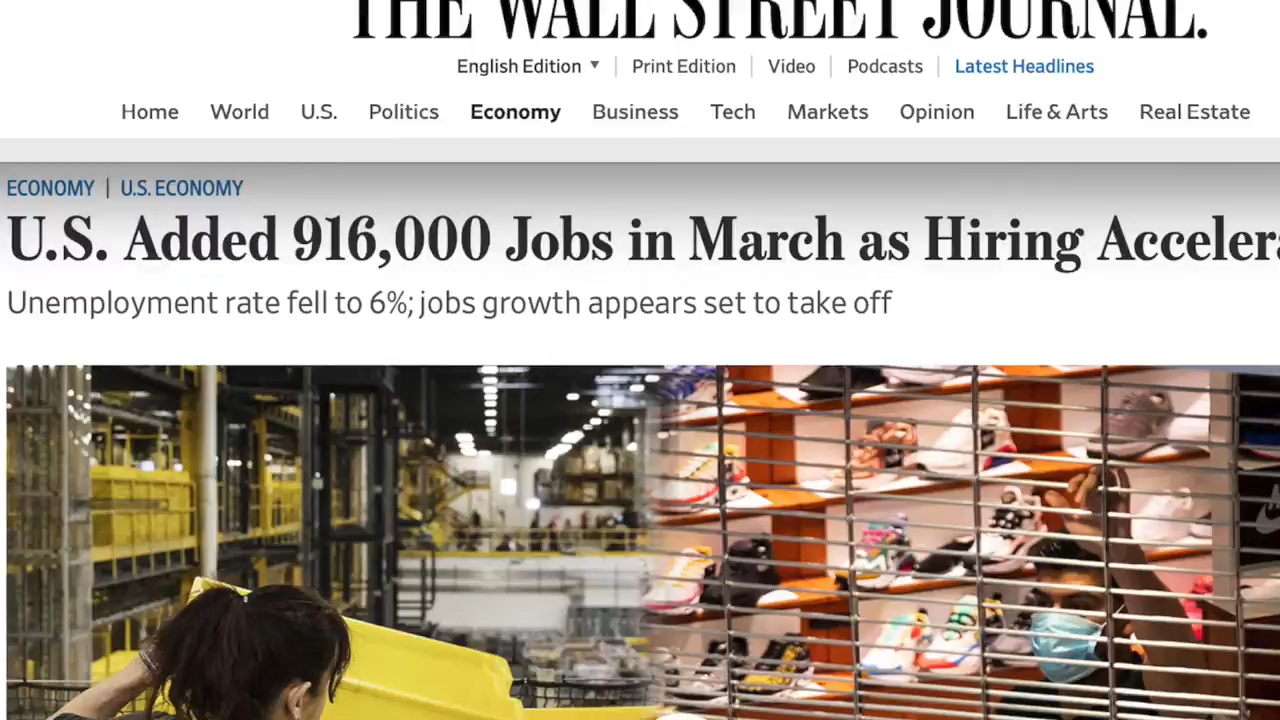 THE WALL STREET JOURNAL.
English Edition Print Edition Video Podcasts Latest Headlines
Home World U.S. Politics Economy Business Tech Markets Opinion Life & Arts Real Estate
ECONOMY | U.S. ECONOMY
U.S. Added 916,000 Jobs in March as Hiring Acceler
Unemployment rate fell to 6%; jobs growth appears set to take off